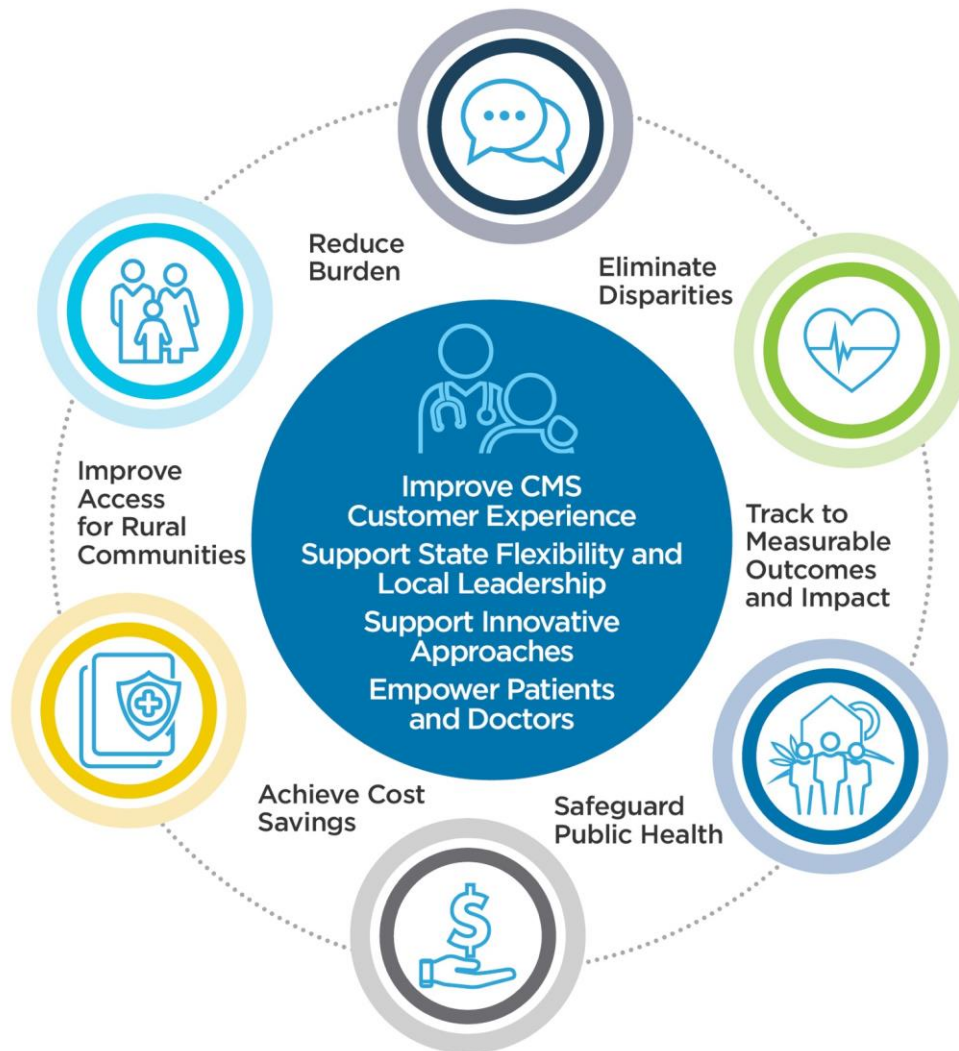 Reduce
Burden
Eliminate
Disparities
Improve CMS
Customer Experience
Support State Flexibility and
Local Leadership
Support Innovative
Approaches
Empower Patients
and Doctors
Improve
Access
for Rural
Communities
Track to
Measurable
Outcomes
and Impact
Achieve Cost
Savings
Safeguard
Public Health
$